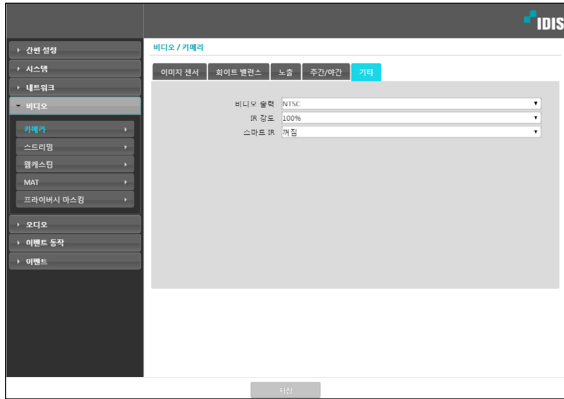 IDIS
간편 설정
시스템
네트워크
비디오
카메라
스트리밍
웹캐스팅
MAT
프라이버시 마스킹
오디오
이벤트 동작
이벤트
비디오 / 카메라
이미지 센서 화이트 밸런스 노출 주간/야간 기타
비디오 출력 NTSC
IR 강도 100%
스마트 IR 꺼짐
저장